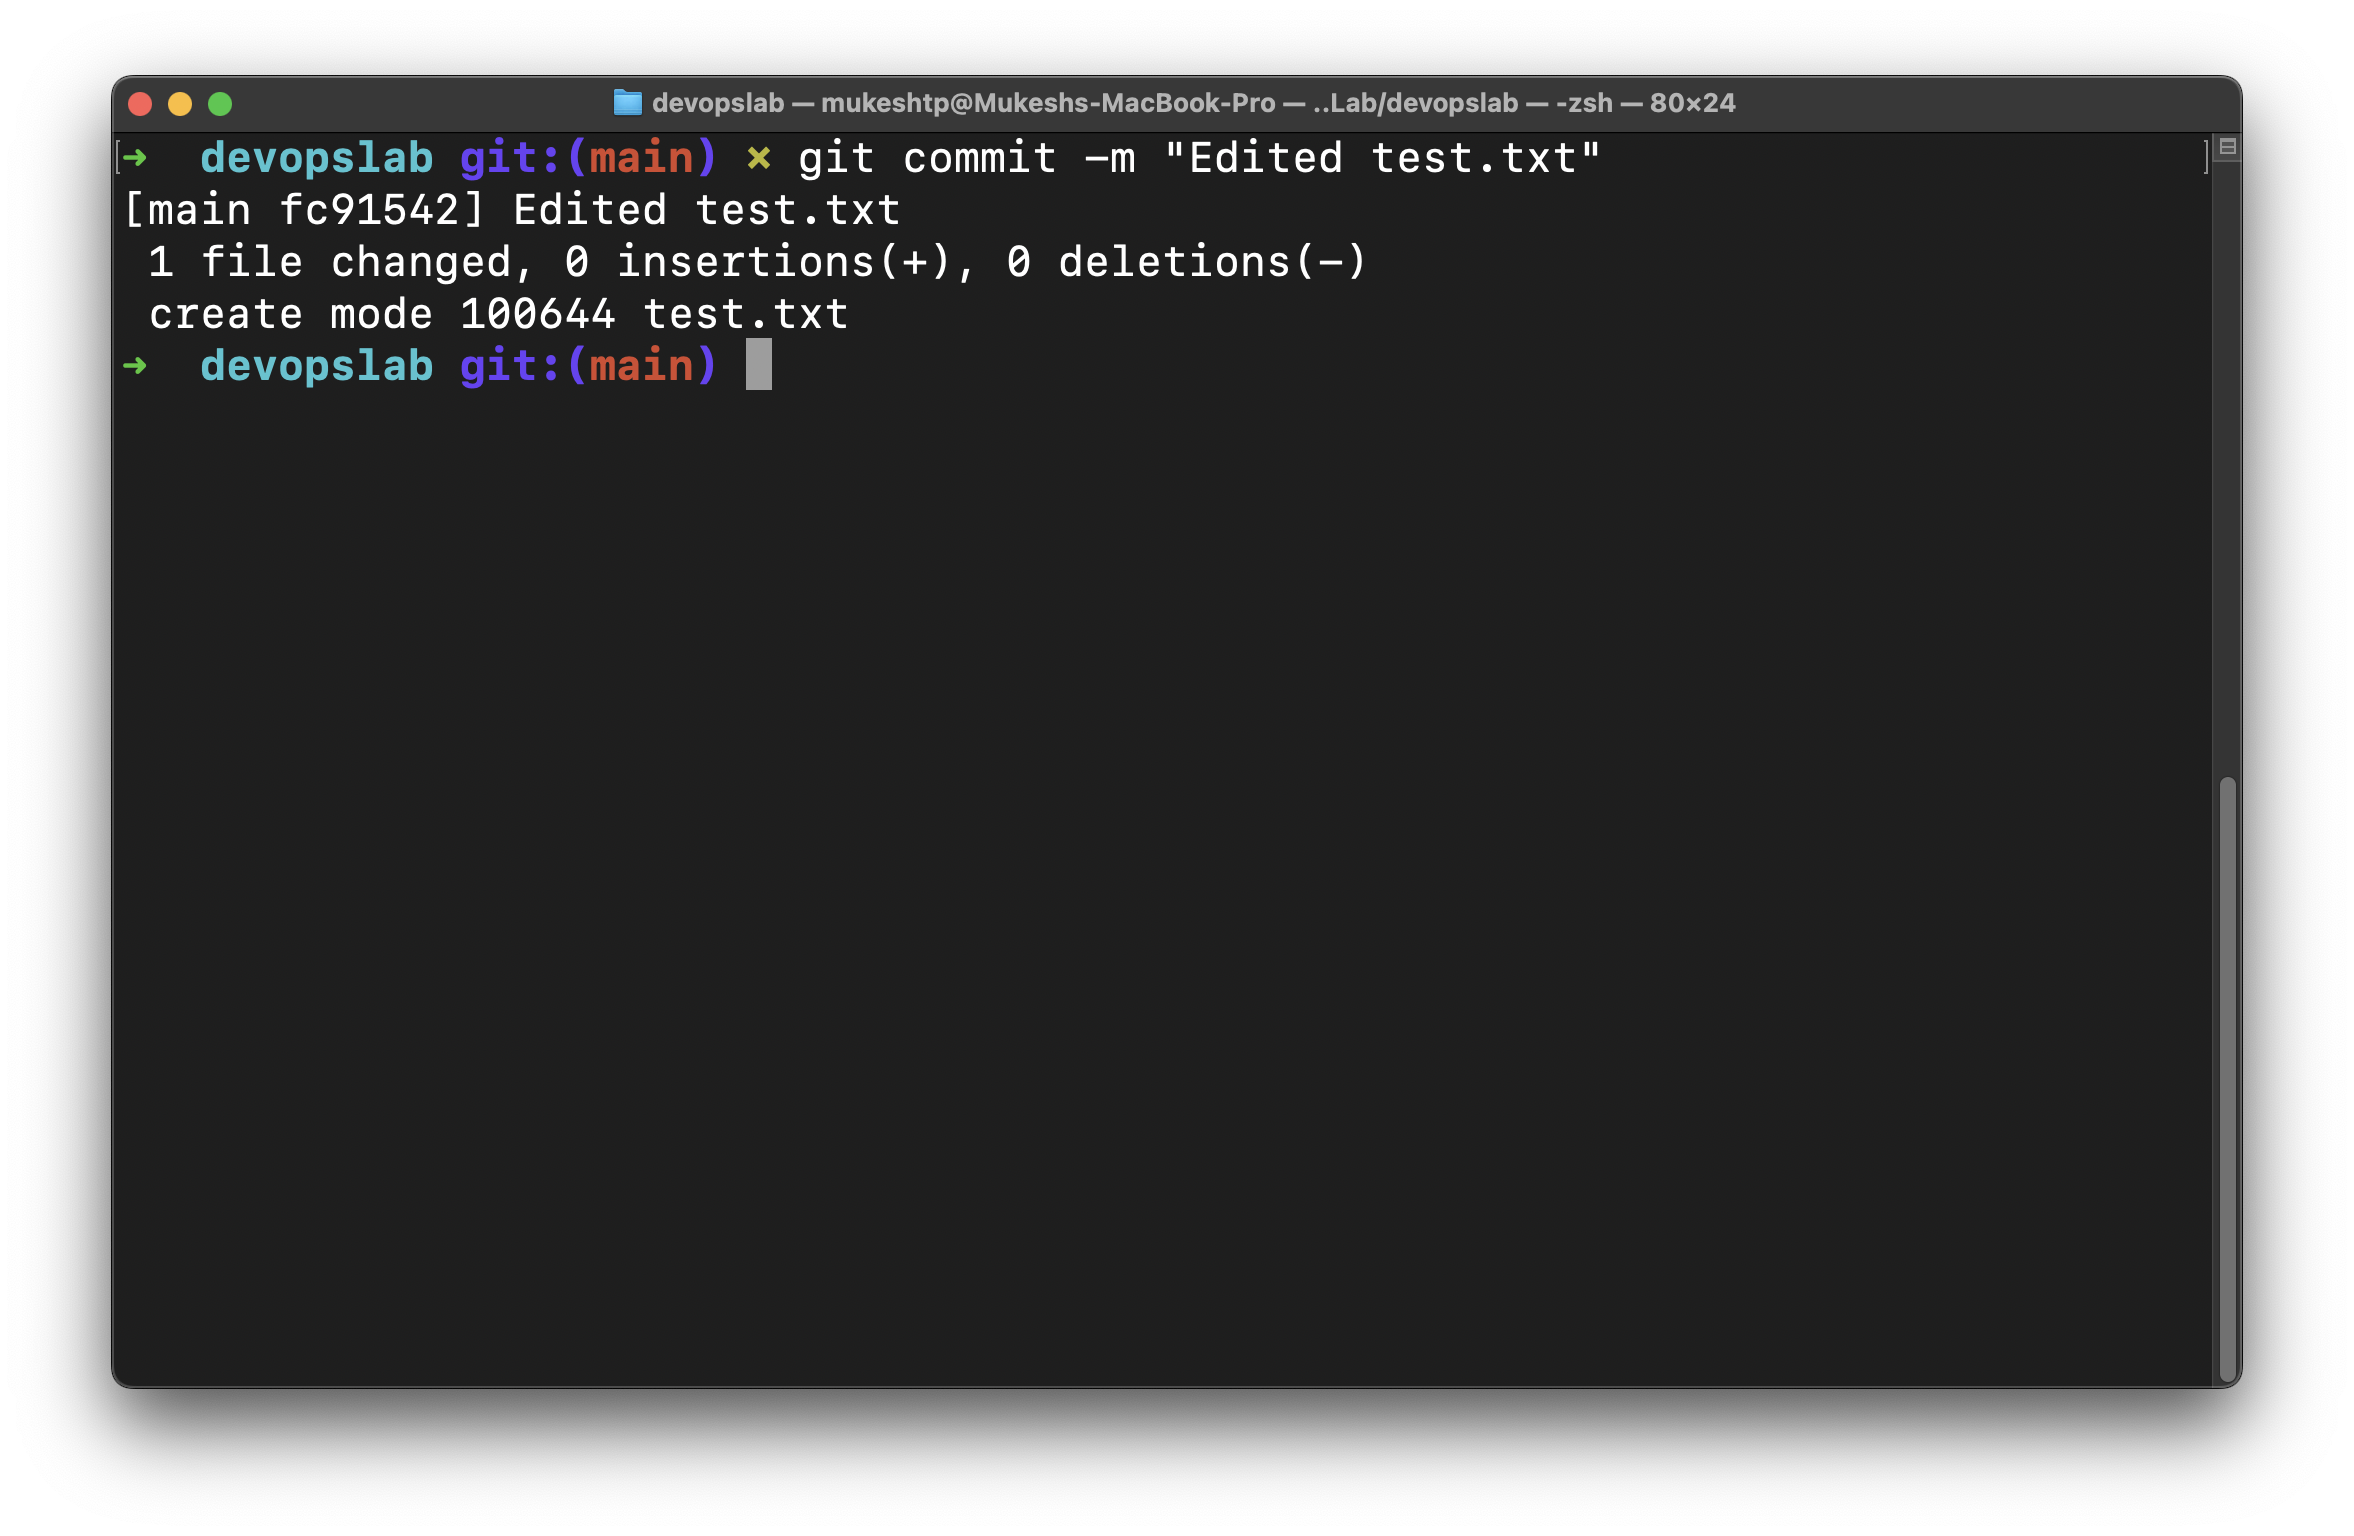 devopslab — mukeshtp@Mukeshs-MacBook-Pro — ..Lab/devopslab — -zsh — 80×24
➜  devopslab git:(main) ✗ git commit -m "Edited test.txt"
[main fc91542] Edited test.txt
 1 file changed, 0 insertions(+), 0 deletions(-)
 create mode 100644 test.txt
➜  devopslab git:(main)